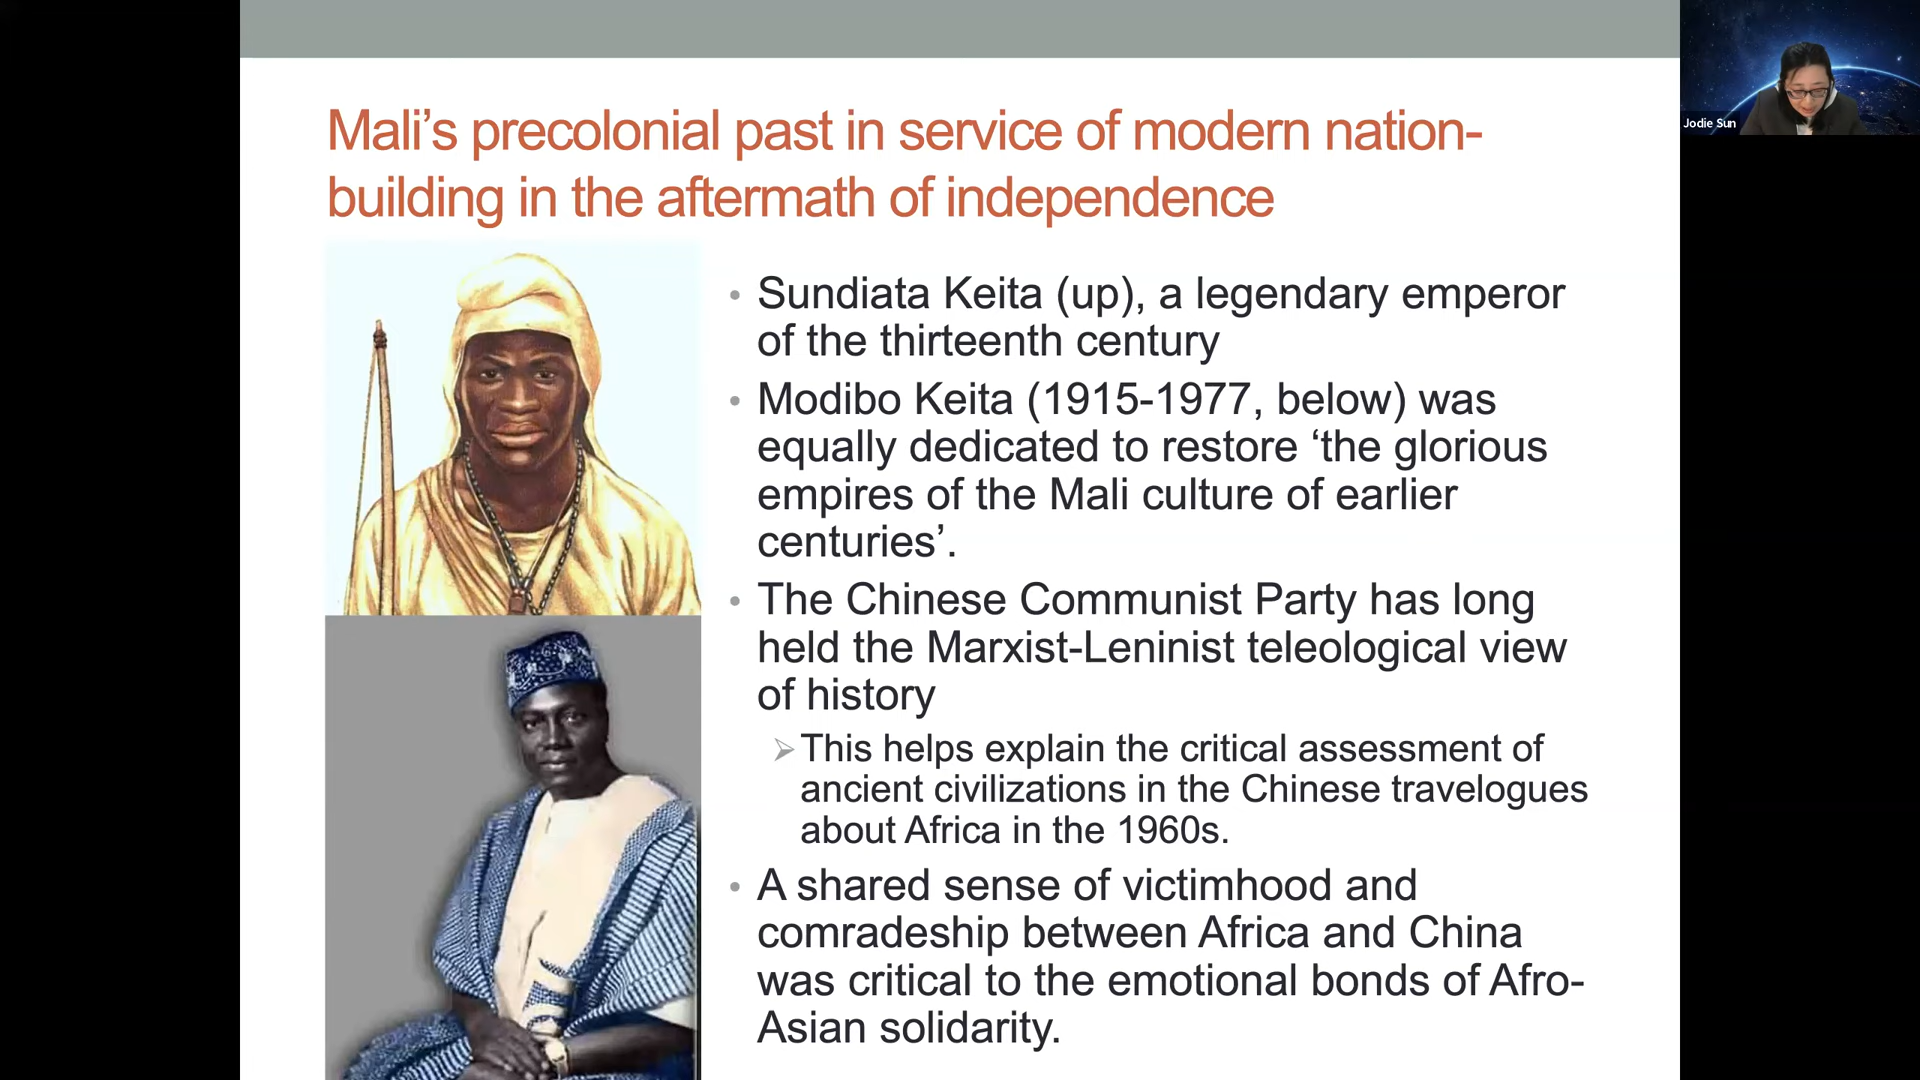 Mali’s precolonial past in service of modern nation-
building in the aftermath of independence
• Sundiata Keita (up), a legendary emperor
of the thirteenth century
• Modibo Keita (1915-1977, below) was
equally dedicated to restore ‘the glorious
empires of the Mali culture of earlier
centuries’.
• The Chinese Communist Party has long
held the Marxist-Leninist teleological view
of history
➢ This helps explain the critical assessment of
ancient civilizations in the Chinese travelogues
about Africa in the 1960s.
• A shared sense of victimhood and
comradeship between Africa and China
was critical to the emotional bonds of Afro-
Asian solidarity.
Jodie Sun